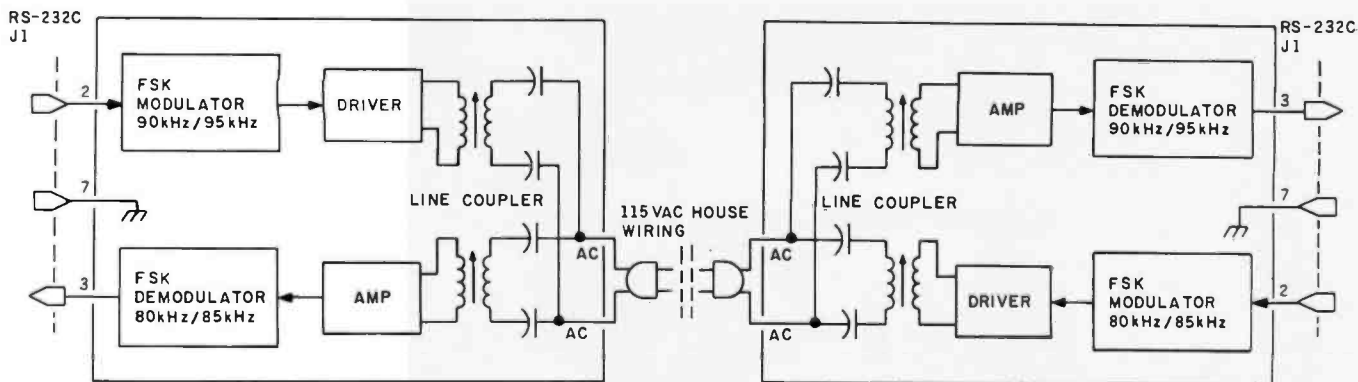 RS-232C
J1
2
FSK
MODULATOR
90kHz/95kHz
DRIVER
7
LINE COUPLER
3
FSK
DEMODULATOR
80kHz/85kHz
AMP
AC
AC
115VAC HOUSE
WIRING
RS-232C
J1
AMP
FSK
DEMODULATOR
90kHz/95kHz
3
LINE COUPLER
7
AC
AC
DRIVER
FSK
MODULATOR
80kHz/85kHz
2